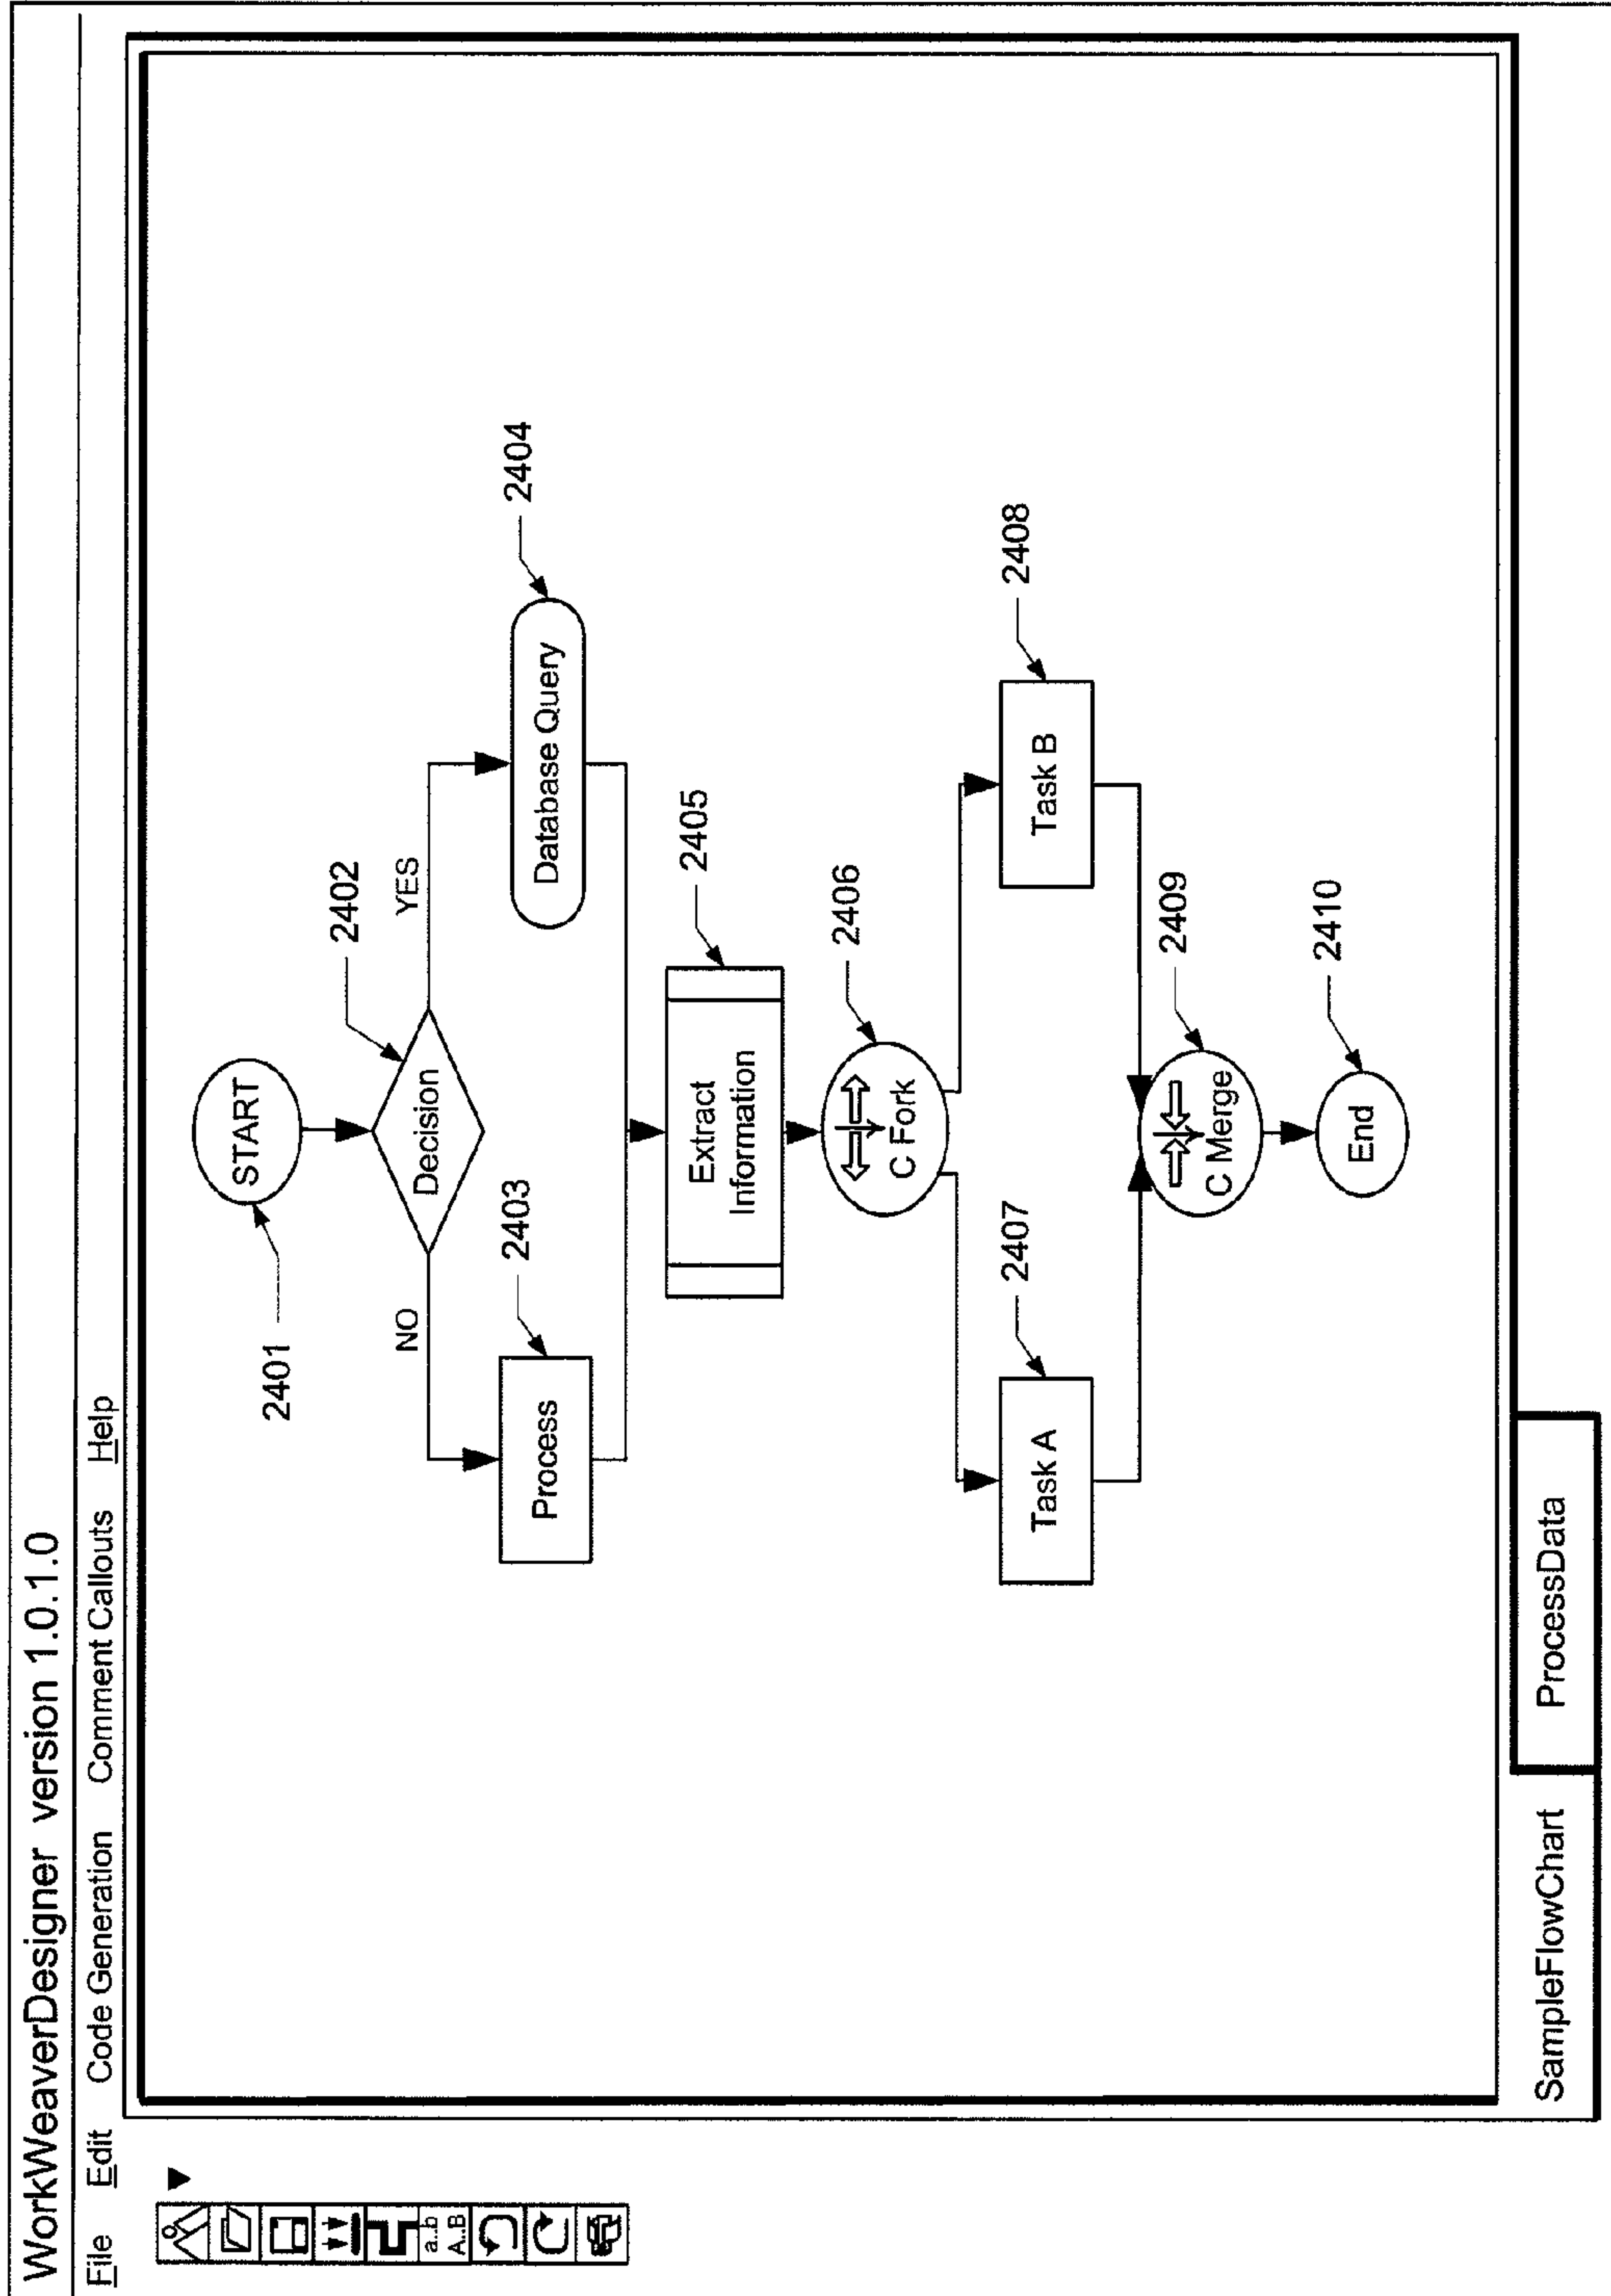 WorkWeaverDesigner version 1.0.1.0
File Edit Code Generation Comment Callouts Help
a..b
A..B
START
2401
Decision
2402
NO
YES
Process
2403
Database Query
2404
Extract
Information
2405
C Fork
2406
Task A
2407
Task B
2408
C Merge
2409
End
2410
SampleFlowChart
ProcessData